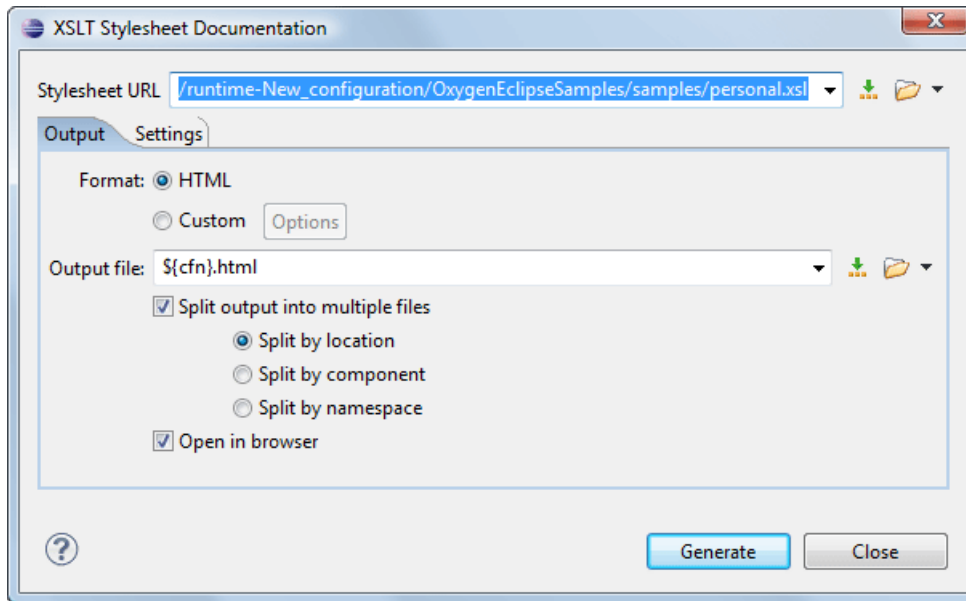 XSLT Stylesheet Documentation
Stylesheet URL /runtime-New_configuration/OxygenEclipseSamples/samples/personal.xsl
Output Settings
Format: HTML
Custom Options
Output file: ${cfn}.html
Split output into multiple files
Split by location
Split by component
Split by namespace
Open in browser
? Generate Close